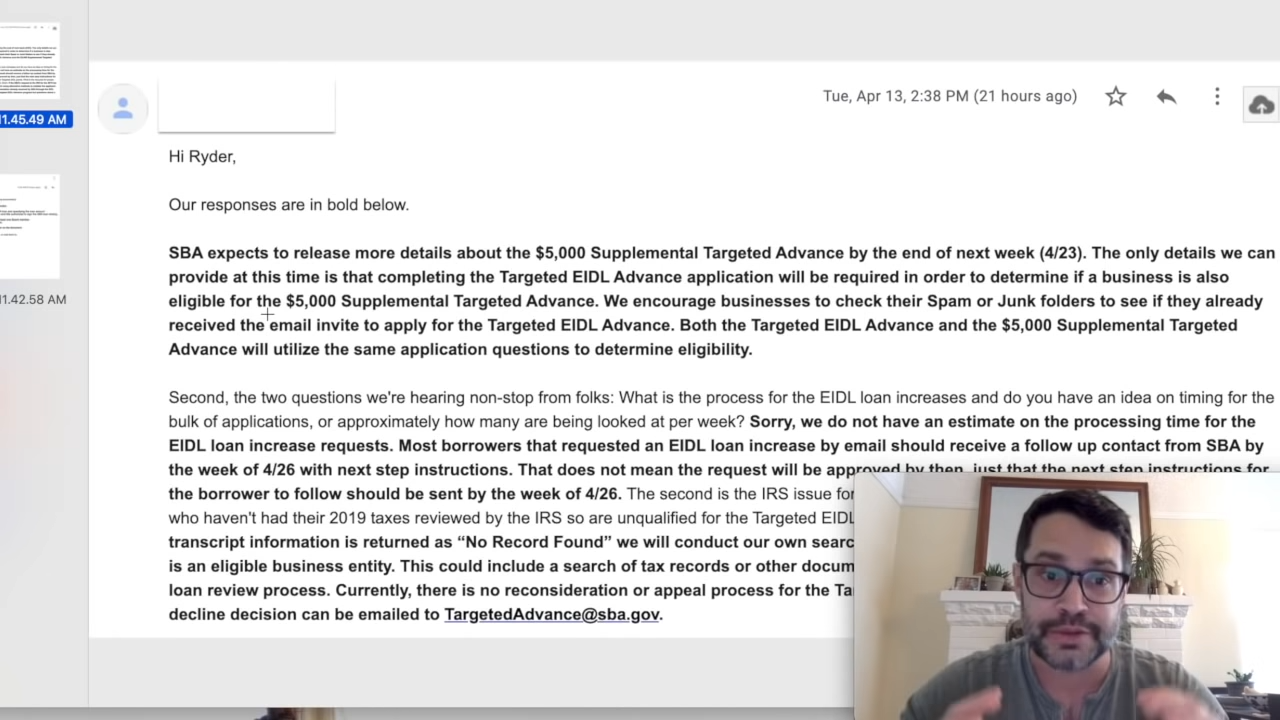 Tue, Apr 13, 2:38 PM (21 hours ago)
11.45.49 AM
Hi Ryder,
Our responses are in bold below.
SBA expects to release more details about the $5,000 Supplemental Targeted Advance by the end of next week (4/23). The only details we can
provide at this time is that completing the Targeted EIDL Advance application will be required in order to determine if a business is also
eligible for the $5,000 Supplemental Targeted Advance. We encourage businesses to check their Spam or Junk folders to see if they already
11.42.58 AM
received the email invite to apply for the Targeted EIDL Advance. Both the Targeted EIDL Advance and the $5,000 Supplemental Targeted
Advance will utilize the same application questions to determine eligibility.
Second, the two questions we're hearing non-stop from folks: What is the process for the EIDL loan increases and do you have an idea on timing for the
bulk of applications, or approximately how many are being looked at per week? Sorry, we do not have an estimate on the processing time for the
EIDL loan increase requests. Most borrowers that requested an EIDL loan increase by email should receive a follow up contact from SBA by
the week of 4/26 with next step instructions. That does not mean the request will be approved by then, just that the next step instructions for
the borrower to follow should be sent by the week of 4/26. The second is the IRS issue for
who haven't had their 2019 taxes reviewed by the IRS so are unqualified for the Targeted EIDL
transcript information is returned as “No Record Found” we will conduct our own
is an eligible business entity. This could include a search of tax records or other
loan review process. Currently, there is no reconsideration or appeal process for the
decline decision can be emailed to TargetedAdvance@sba.gov.